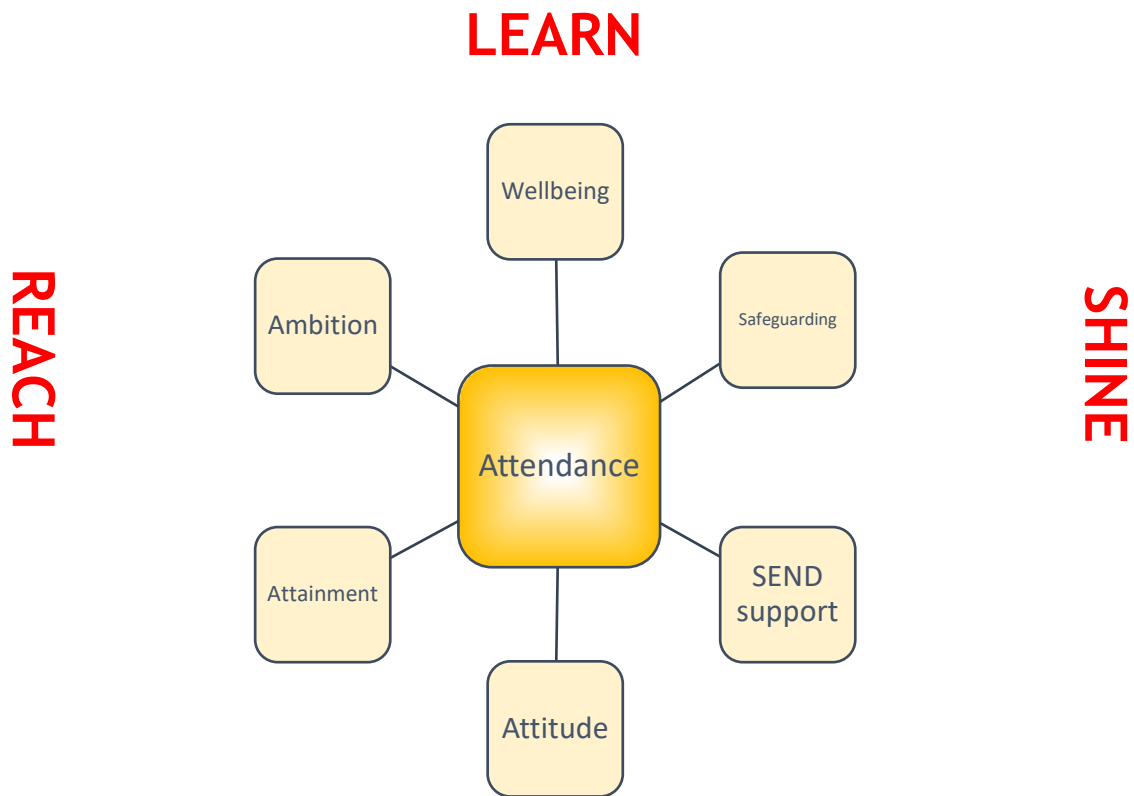 LEARN
Wellbeing
REACH
Ambition
Safeguarding
SHINE
Attendance
Attainment
SEND
support
Attitude